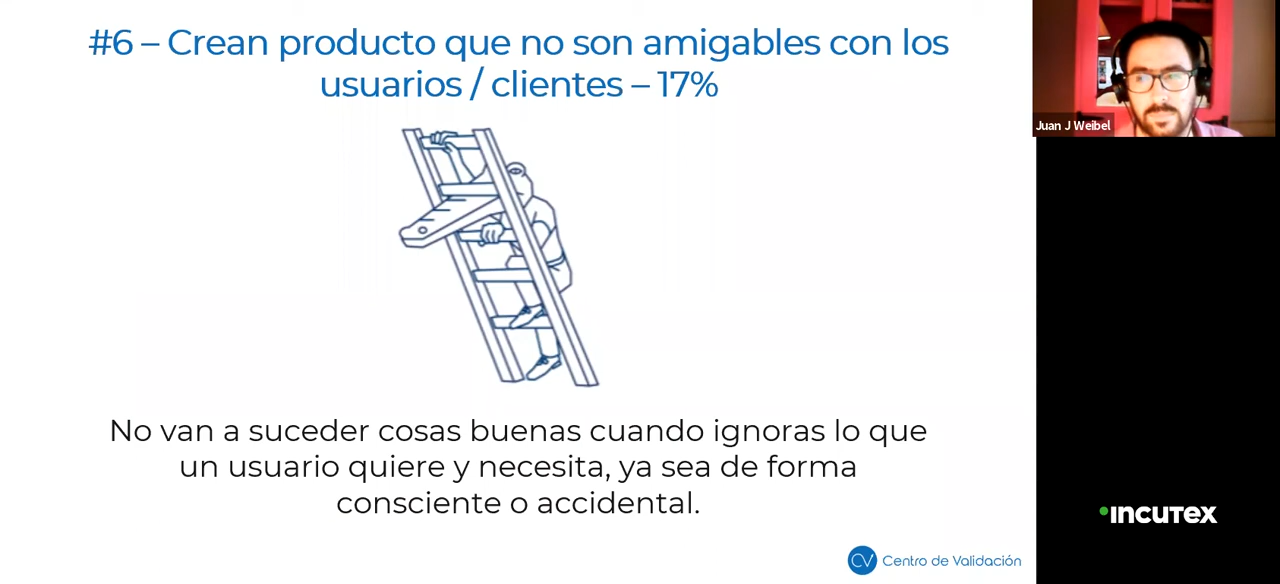 #6 – Crean producto que no son amigables con los
usuarios / clientes – 17%
Juan J Weibel
No van a suceder cosas buenas cuando ignoras lo que
un usuario quiere y necesita, ya sea de forma
consciente o accidental.
incutex
CV Centro de Validación